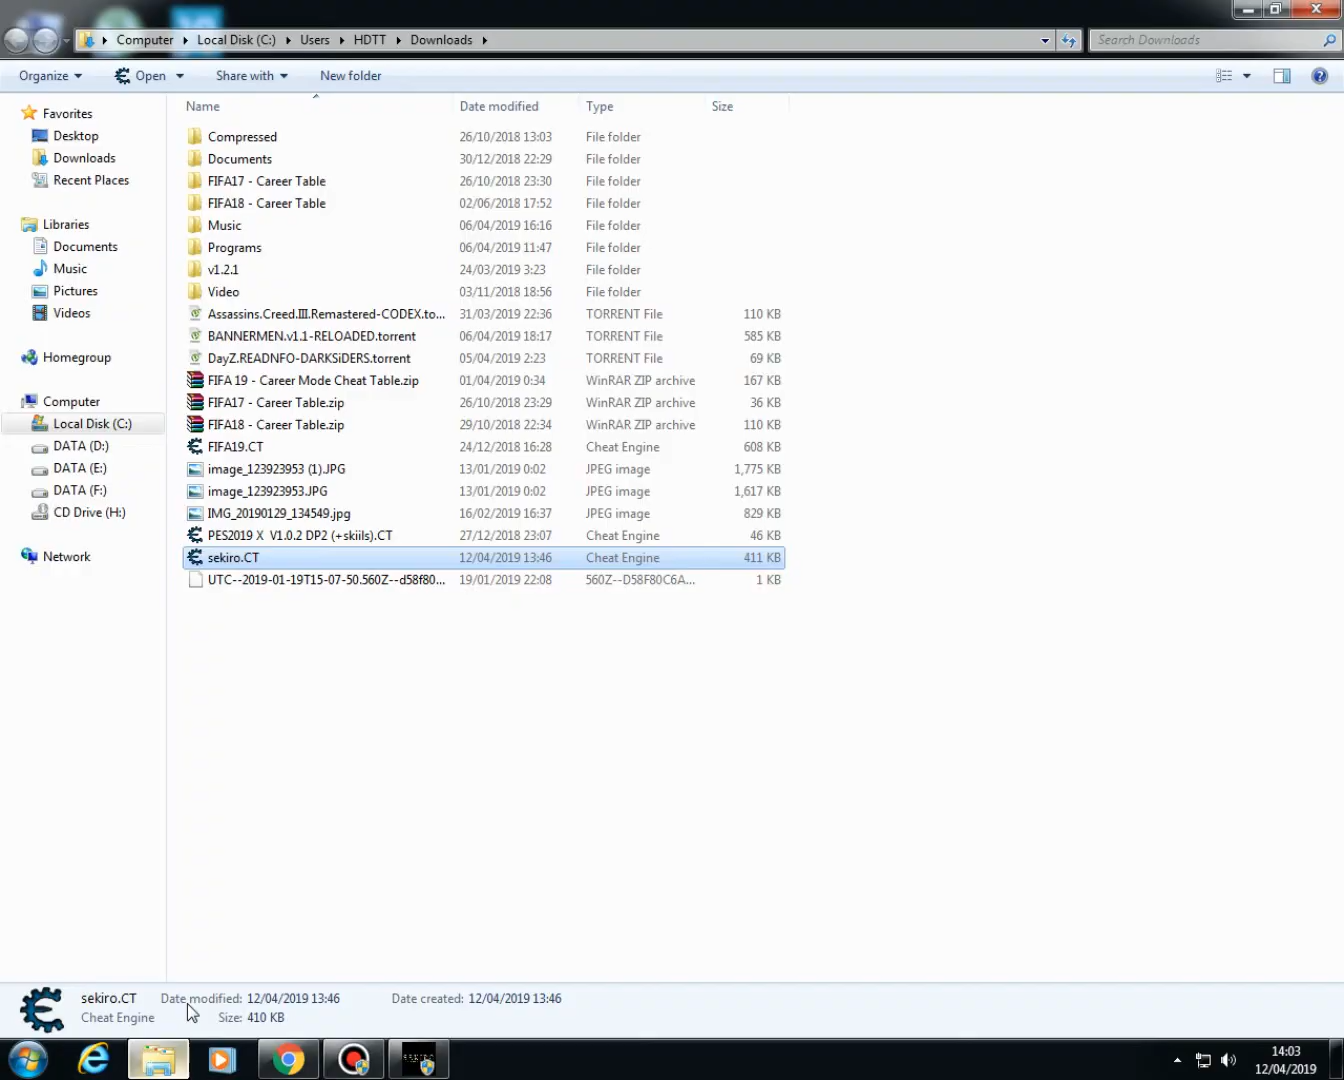 Computer Local Disk (C:) Users HDTT Downloads Search Downloads
Organize Open Share with New folder
Name Date modified Type Size
Favorites
Desktop
Downloads
Recent Places
Libraries
Documents
Music
Pictures
Videos
Homegroup
Computer
Local Disk (C:)
DATA (D:)
DATA (E:)
DATA (F:)
CD Drive (H:)
Network
Compressed 26/10/2018 13:03 File folder
Documents 30/12/2018 22:29 File folder
FIFA17 - Career Table 26/10/2018 23:30 File folder
FIFA18 - Career Table 02/06/2018 17:52 File folder
Music 06/04/2019 16:16 File folder
Programs 06/04/2019 11:47 File folder
v1.2.1 24/03/2019 3:23 File folder
Video 03/11/2018 18:56 File folder
Assassins.Creed.III.Remastered-CODEX.to... 31/03/2019 22:36 TORRENT File 110 KB
BANNERMEN.v1.1-RELOADED.torrent 06/04/2019 18:17 TORRENT File 585 KB
DayZ.READNFO-DARKSiDERS.torrent 05/04/2019 2:23 TORRENT File 69 KB
FIFA 19 - Career Mode Cheat Table.zip 01/04/2019 0:34 WinRAR ZIP archive 167 KB
FIFA17 - Career Table.zip 26/10/2018 23:29 WinRAR ZIP archive 36 KB
FIFA18 - Career Table.zip 29/10/2018 22:34 WinRAR ZIP archive 110 KB
FIFA19.CT 24/12/2018 16:28 Cheat Engine 608 KB
image_123923953 (1).JPG 13/01/2019 0:02 JPEG image 1,775 KB
image_123923953.JPG 13/01/2019 0:02 JPEG image 1,617 KB
IMG_20190129_134549.jpg 16/02/2019 16:37 JPEG image 829 KB
PES2019 X V1.0.2 DP2 (+skiils).CT 27/12/2018 23:07 Cheat Engine 46 KB
sekiro.CT 12/04/2019 13:46 Cheat Engine 411 KB
UTC--2019-01-19T15-07-50.560Z--d58f80... 19/01/2019 22:08 560Z--D58F80C6A... 1 KB
sekiro.CT Date modified: 12/04/2019 13:46 Date created: 12/04/2019 13:46
Cheat Engine Size: 410 KB
SEKIRO
14:03
12/04/2019